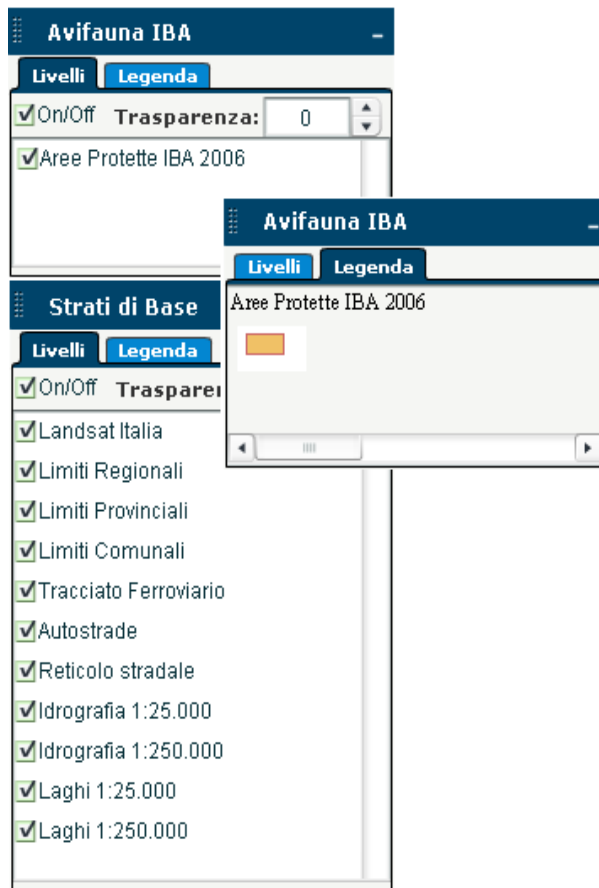 Avifauna IBA
Livelli Legenda
On/Off Trasparenza: 0
Aree Protette IBA 2006
Avifauna IBA
Livelli Legenda
Aree Protette IBA 2006
Strati di Base
Livelli Legenda
On/Off Trasparen
Landsat Italia
Limiti Regionali
Limiti Provinciali
Limiti Comunali
Tracciato Ferroviario
Autostrade
Reticolo stradale
Idrografia 1:25.000
Idrografia 1:250.000
Laghi 1:25.000
Laghi 1:250.000